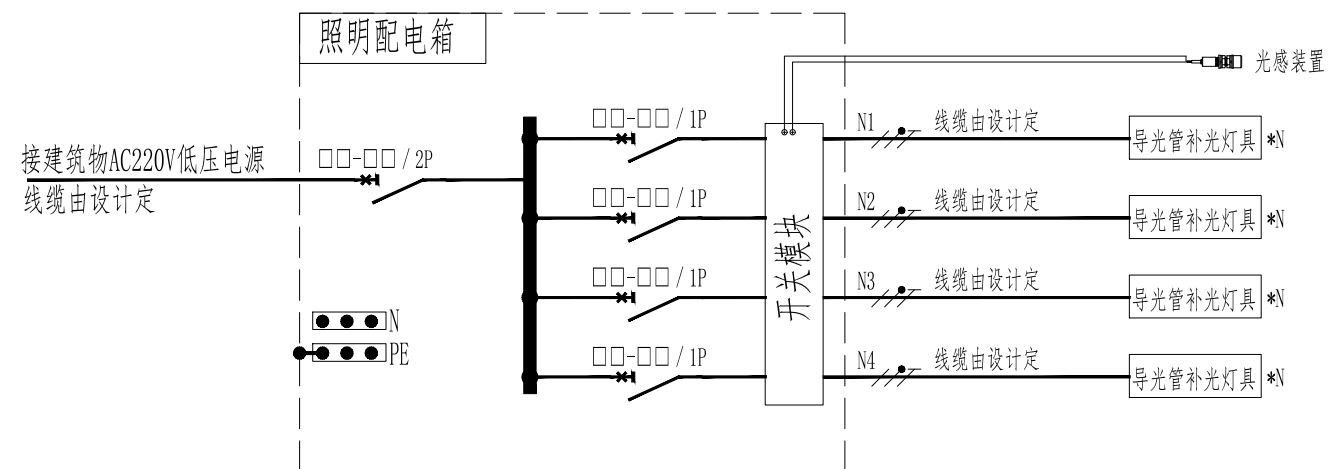 照明配电箱
光感装置
接建筑物AC220V低压电源
线缆由设计定
□□-□□/2P
□□-□□/1P
N1
线缆由设计定
导光管补光灯具 *N
□□-□□/1P
N2
线缆由设计定
导光管补光灯具 *N
开关模块
□□-□□/1P
N3
线缆由设计定
导光管补光灯具 *N
N
PE
□□-□□/1P
N4
线缆由设计定
导光管补光灯具 *N